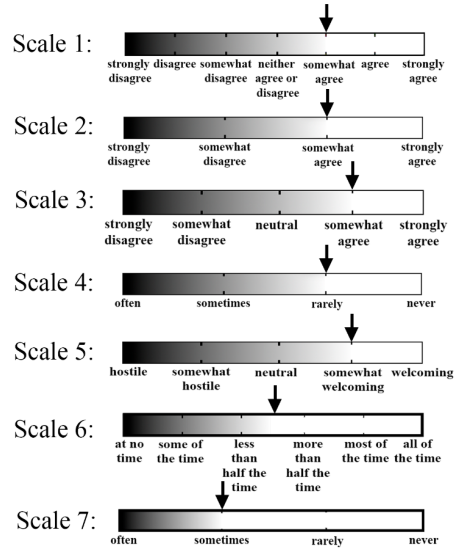 Scale 1:
strongly disagree somewhat neither somewhat agree strongly
disagree disagree agree or agree agree
disagree
Scale 2:
strongly somewhat somewhat strongly
disagree disagree agree agree
Scale 3:
strongly somewhat neutral somewhat strongly
disagree disagree agree agree
Scale 4:
often sometimes rarely never
Scale 5:
hostile somewhat neutral somewhat welcoming
hostile welcoming
Scale 6:
at no some of less more most of all of
time the time than than the time the time
half the half the
time time
Scale 7:
often sometimes rarely never